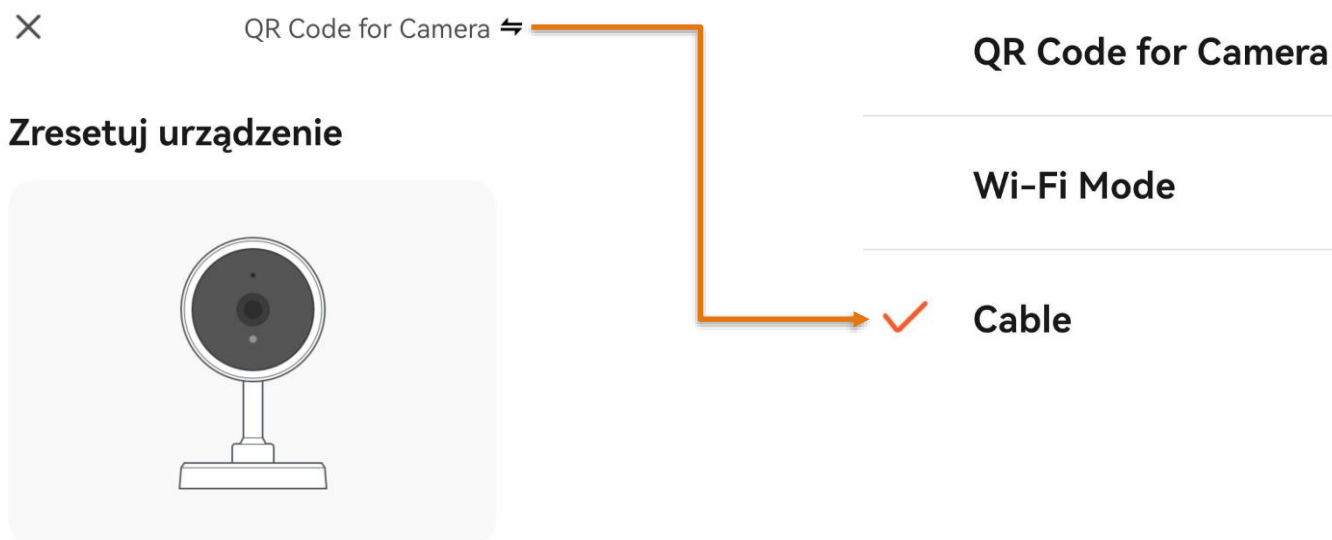 QR Code for Camera ⇋
Zresetuj urządzenie
QR Code for Camera
Wi-Fi Mode
Cable